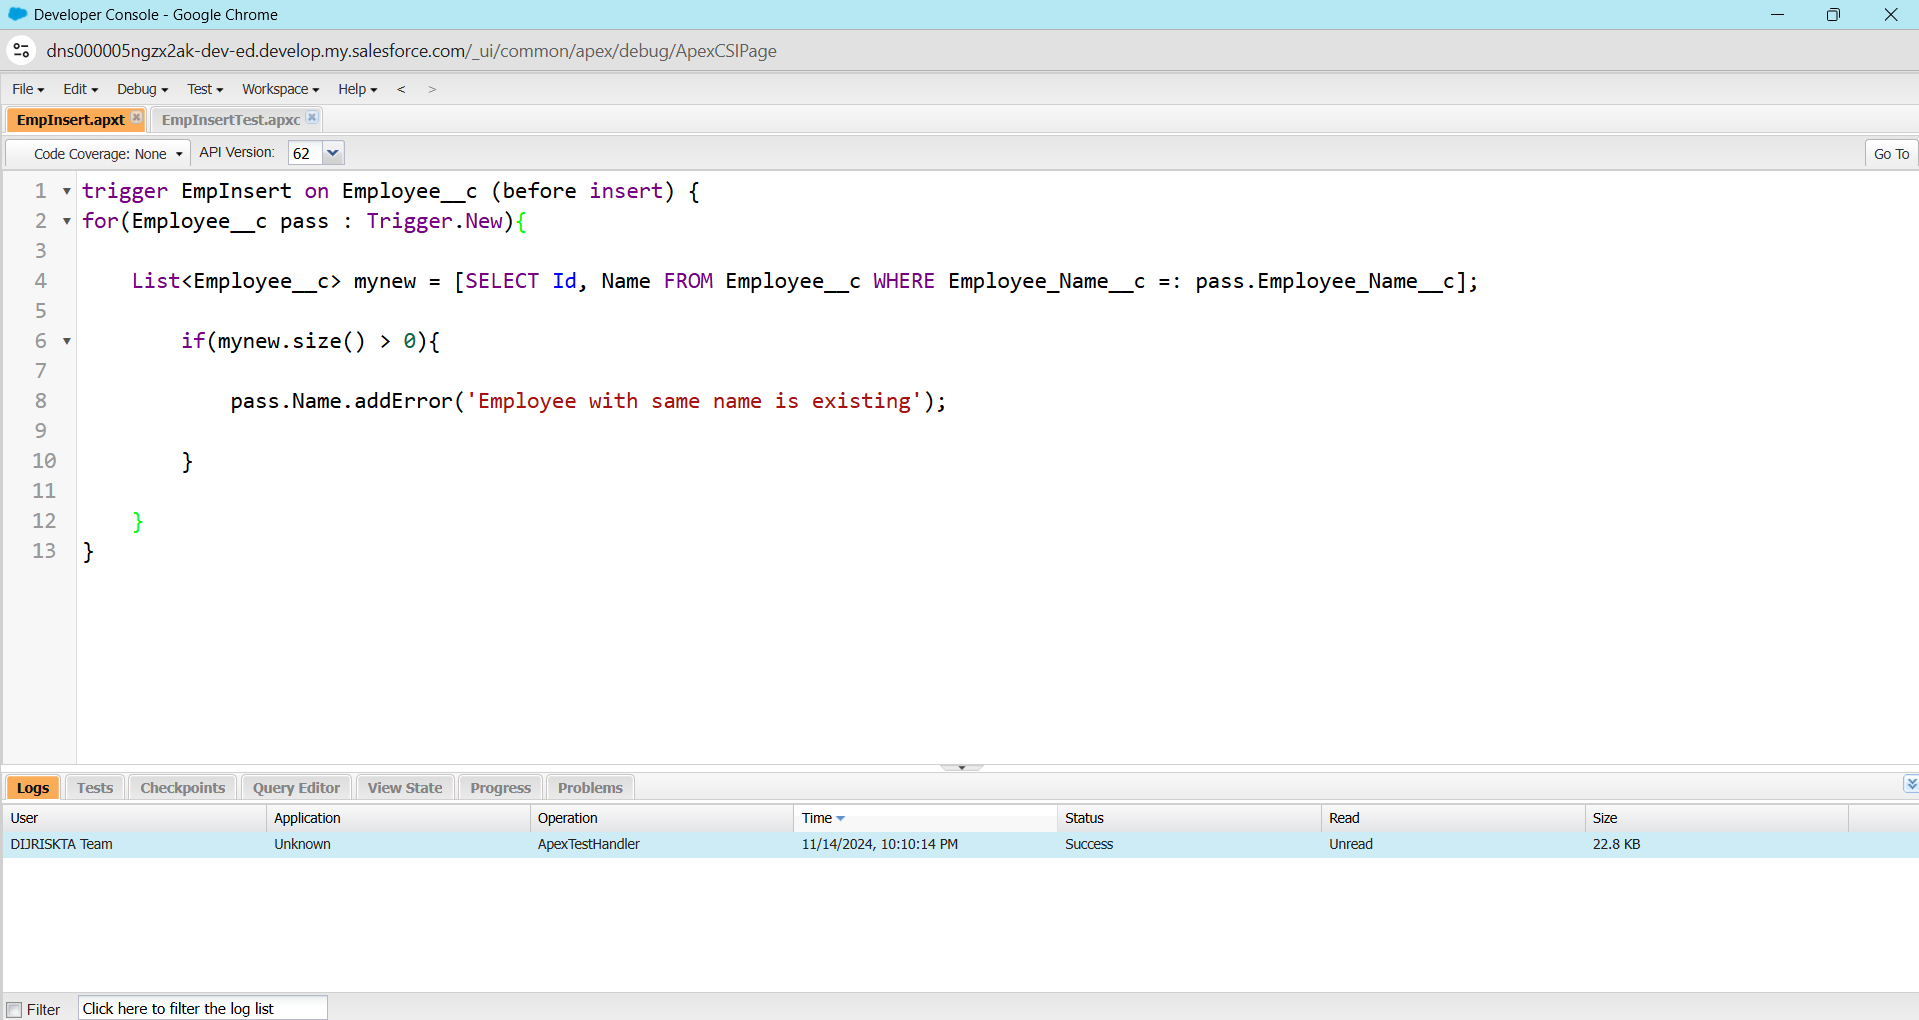 Developer Console - Google Chrome
dns000005ngzx2ak-dev-ed.develop.my.salesforce.com/_ui/common/apex/debug/ApexCSIPage
File Edit Debug Test Workspace Help < >
EmpInsert.apxt EmpInsertTest.apxc
Code Coverage: None API Version: 62 Go To
1 trigger EmpInsert on Employee__c (before insert) {
2 for(Employee__c pass : Trigger.New){
3
4 List<Employee__c> mynew = [SELECT Id, Name FROM Employee__c WHERE Employee_Name__c =: pass.Employee_Name__c];
5
6 if(mynew.size() > 0){
7
8 pass.Name.addError('Employee with same name is existing');
9
10 }
11
12 }
13 }
Logs Tests Checkpoints Query Editor View State Progress Problems
User Application Operation Time Status Read Size
DIJRISKTA Team Unknown ApexTestHandler 11/14/2024, 10:10:14 PM Success Unread 22.8 KB
Filter Click here to filter the log list